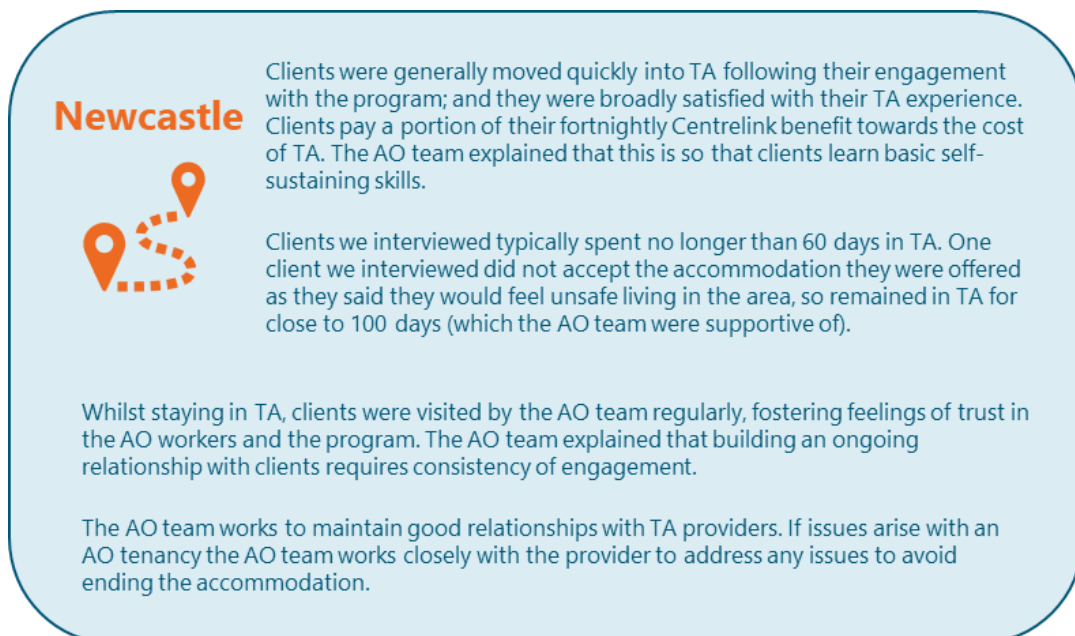 Newcastle
Clients were generally moved quickly into TA following their engagement
with the program; and they were broadly satisfied with their TA experience.
Clients pay a portion of their fortnightly Centrelink benefit towards the cost
of TA. The AO team explained that this is so that clients learn basic self-
sustaining skills.
Clients we interviewed typically spent no longer than 60 days in TA. One
client we interviewed did not accept the accommodation they were offered
as they said they would feel unsafe living in the area, so remained in TA for
close to 100 days (which the AO team were supportive of).
Whilst staying in TA, clients were visited by the AO team regularly, fostering feelings of trust in
the AO workers and the program. The AO team explained that building an ongoing
relationship with clients requires consistency of engagement.
The AO team works to maintain good relationships with TA providers. If issues arise with an
AO tenancy the AO team works closely with the provider to address any issues to avoid
ending the accommodation.